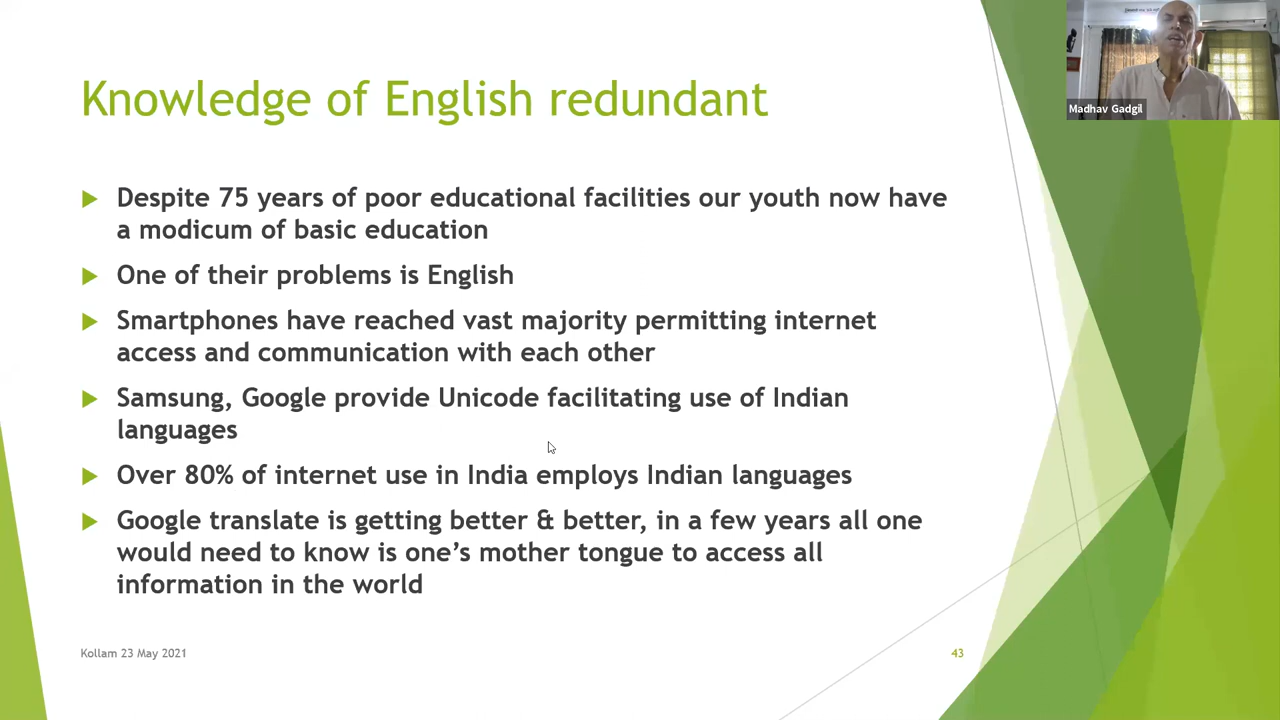 Knowledge of English redundant
Madhav Gadgil
Despite 75 years of poor educational facilities our youth now have
a modicum of basic education
One of their problems is English
Smartphones have reached vast majority permitting internet
access and communication with each other
Samsung, Google provide Unicode facilitating use of Indian
languages
Over 80% of internet use in India employs Indian languages
Google translate is getting better & better, in a few years all one
would need to know is one’s mother tongue to access all
information in the world
Kollam 23 May 2021
43